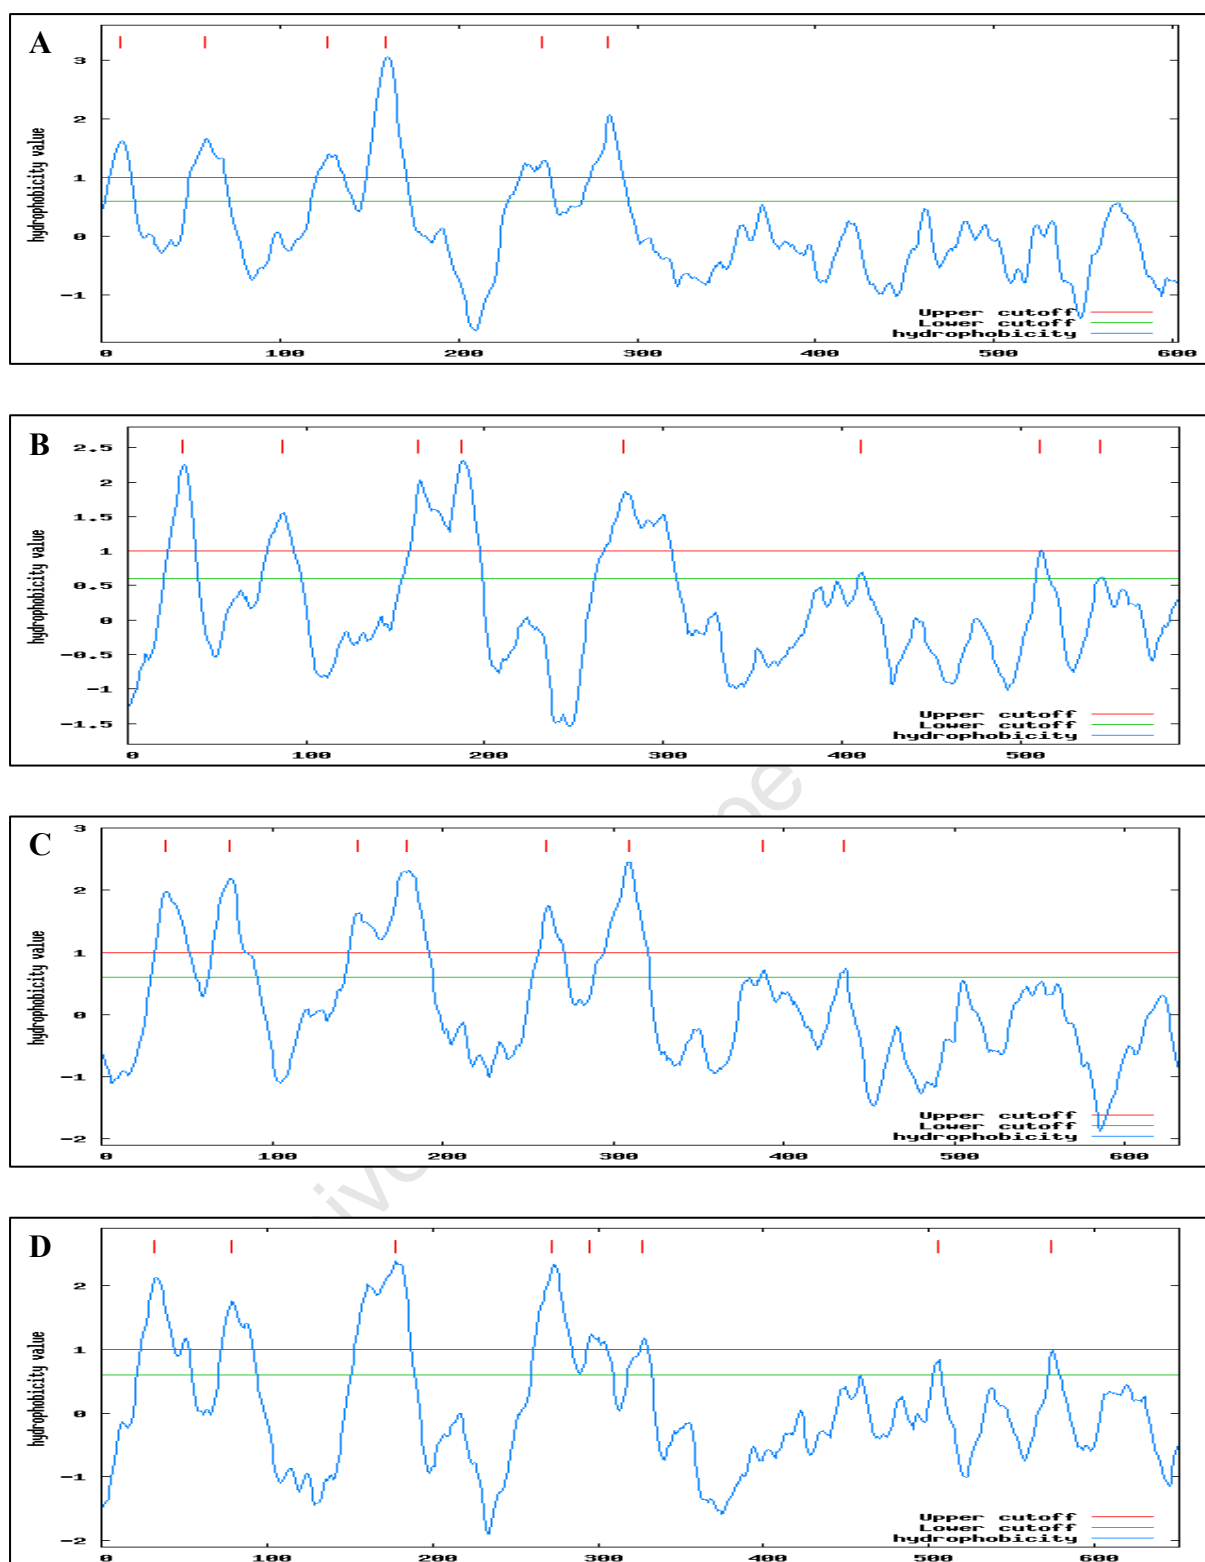 A
hydrophobicity value
3
2
1
0
-1
Upper cutoff
Lower cutoff
hydrophobicity
0 100 200 300 400 500 600
B
hydrophobicity value
2.5
2
1.5
1
0.5
0
-0.5
-1
-1.5
Upper cutoff
Lower cutoff
hydrophobicity
0 100 200 300 400 500
C
hydrophobicity value
3
2
1
0
-1
-2
Upper cutoff
Lower cutoff
hydrophobicity
0 100 200 300 400 500 600
D
hydrophobicity value
2
1
0
-1
-2
Upper cutoff
Lower cutoff
hydrophobicity
0 100 200 300 400 500 600